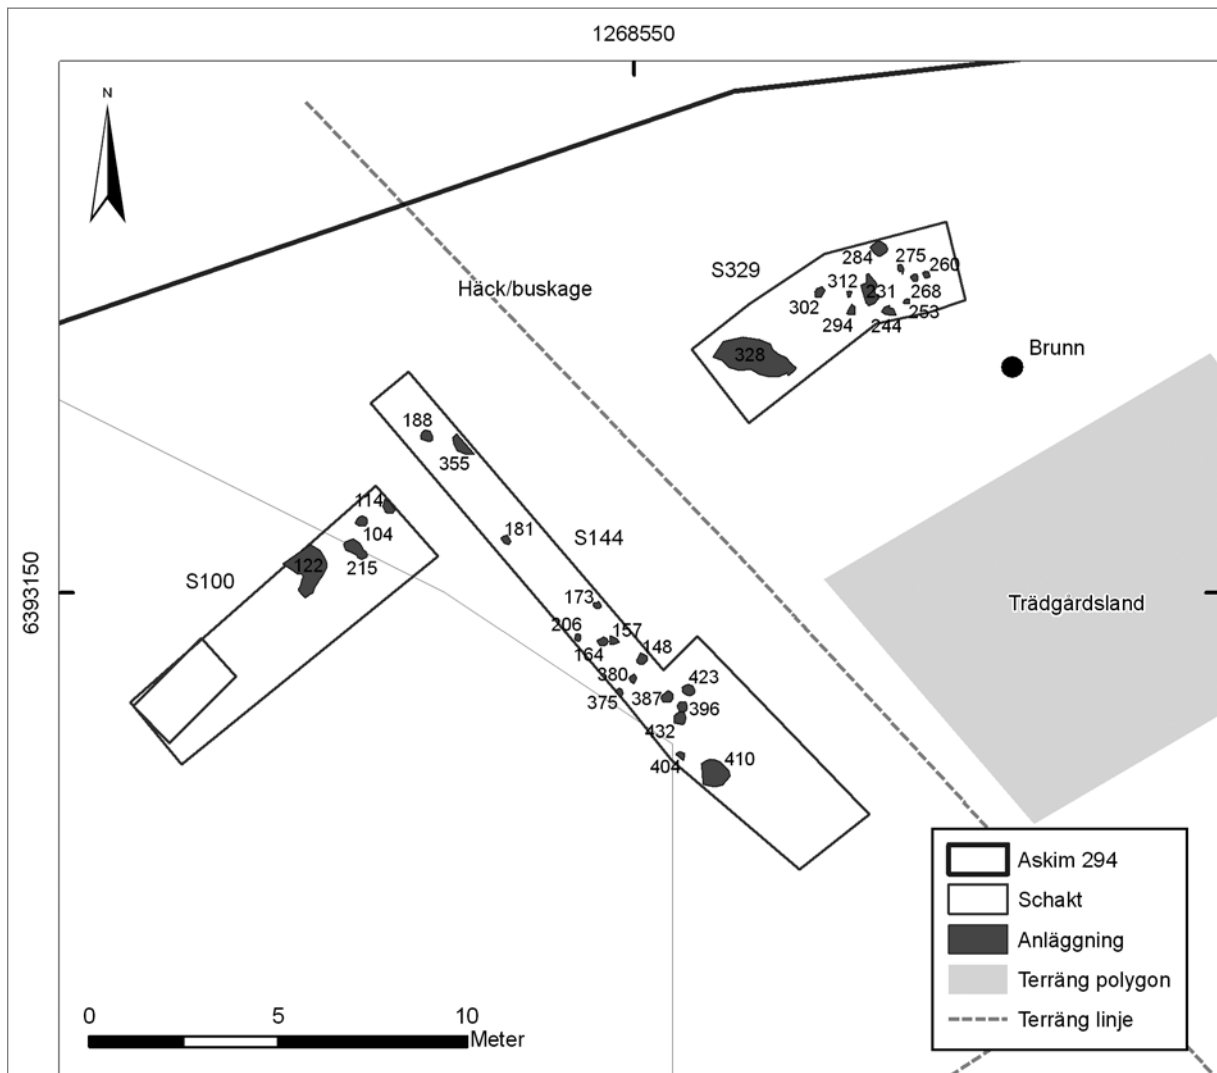 1268550
N
S329
284
275
260
312
231
302
268
294
244
253
Häck/buskage
328
Brunn
188
355
114
104
181
S144
122
215
S100
6393150
173
Trädgårdsland
206
157
164
148
380
423
375
387
396
432
404
410
Askim 294
Schakt
Anläggning
Terräng polygon
Terräng linje
0 5 10
Meter